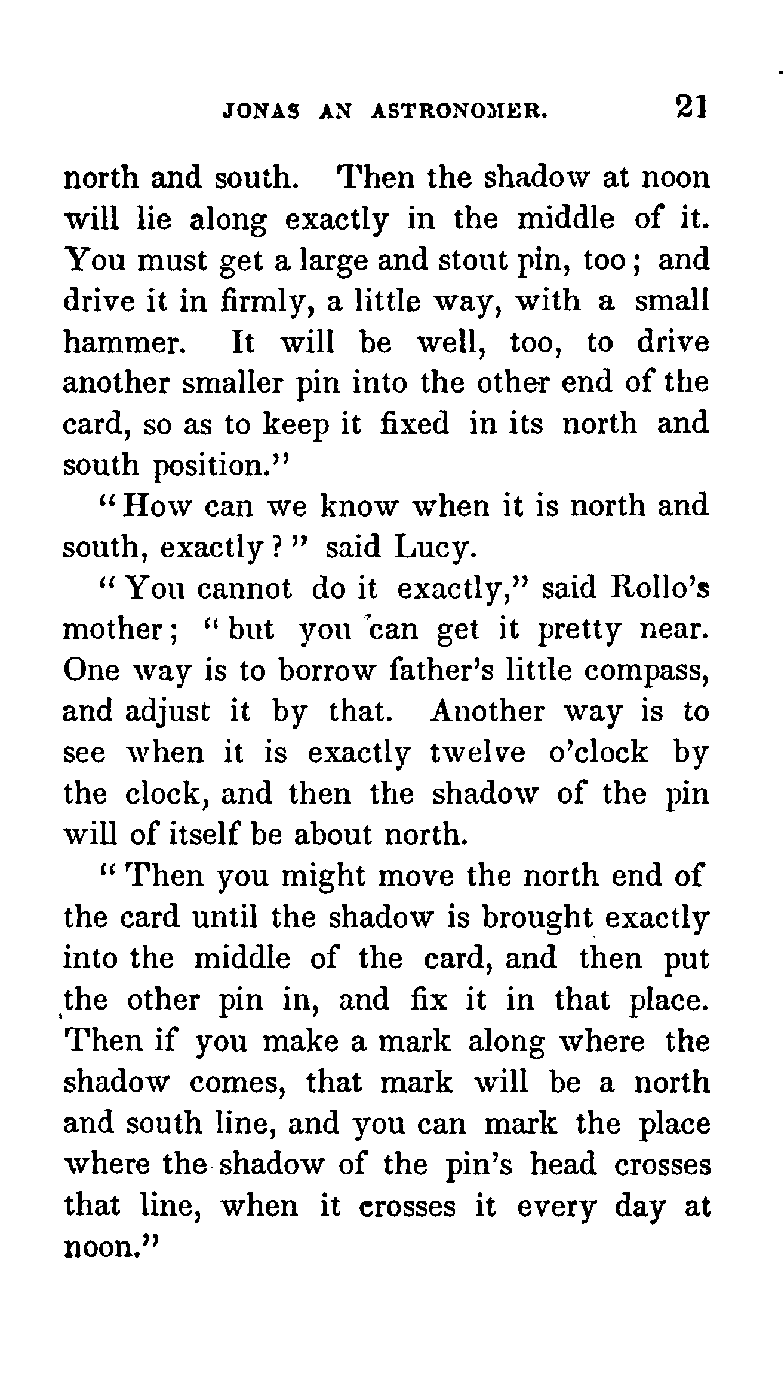 JONAS AN ASTRONOMER. 21
north and south. Then the shadow at noon
will lie along exactly in the middle of it.
You must get a large and stout pin, too; and
drive it in firmly, a little way, with a small
hammer. It will be well, too, to drive
another smaller pin into the other end of the
card, so as to keep it fixed in its north and
south position."
"How can we know when it is north and
south, exactly?" said Lucy.
"You cannot do it exactly," said Rollo's
mother; "but you can get it pretty near.
One way is to borrow father's little compass,
and adjust it by that. Another way is to
see when it is exactly twelve o'clock by
the clock, and then the shadow of the pin
will of itself be about north.
"Then you might move the north end of
the card until the shadow is brought exactly
into the middle of the card, and then put
the other pin in, and fix it in that place.
Then if you make a mark along where the
shadow comes, that mark will be a north
and south line, and you can mark the place
where the shadow of the pin's head crosses
that line, when it crosses it every day at
noon."